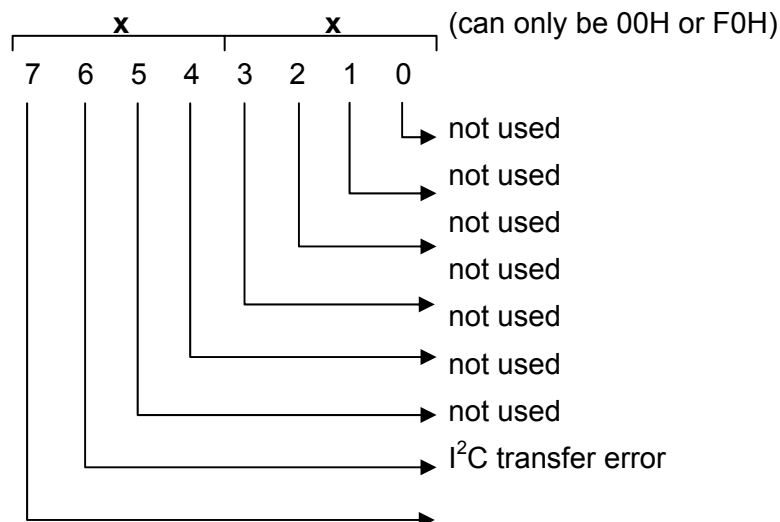 x x (can only be 00H or F0H)
7 6 5 4 3 2 1 0
not used
not used
not used
not used
not used
not used
not used
I²C transfer error